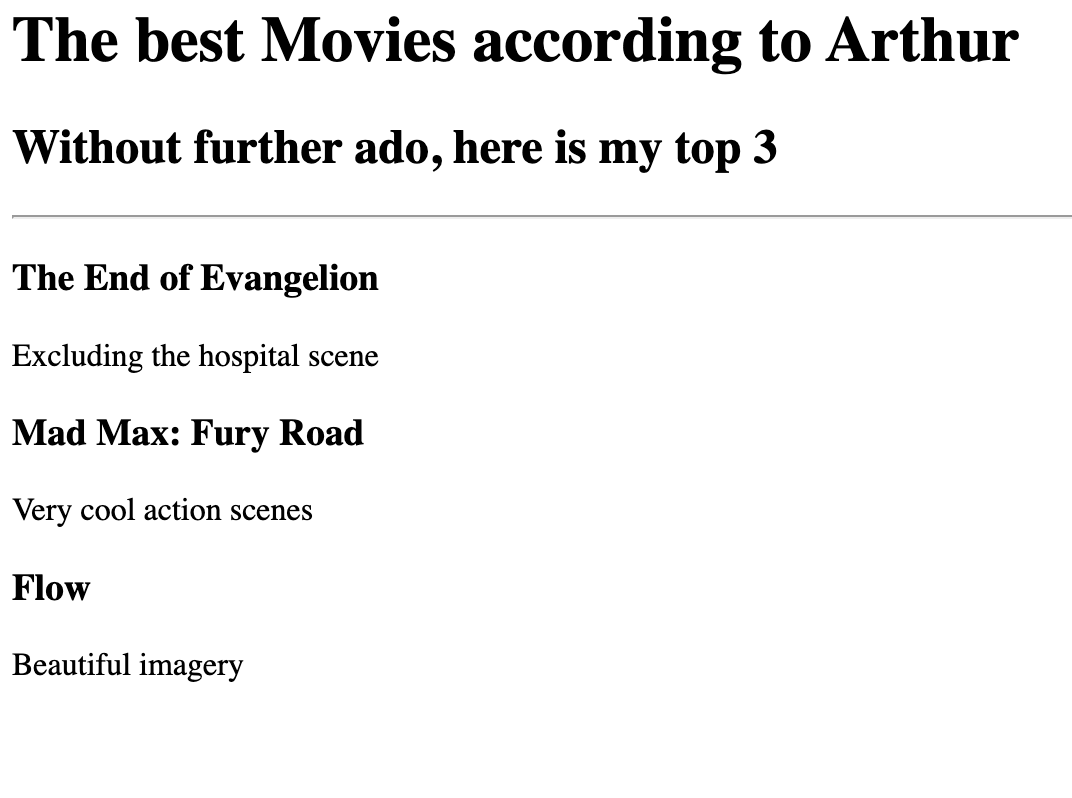 The best Movies according to Arthur
Without further ado, here is my top 3
The End of Evangelion
Excluding the hospital scene
Mad Max: Fury Road
Very cool action scenes
Flow
Beautiful imagery